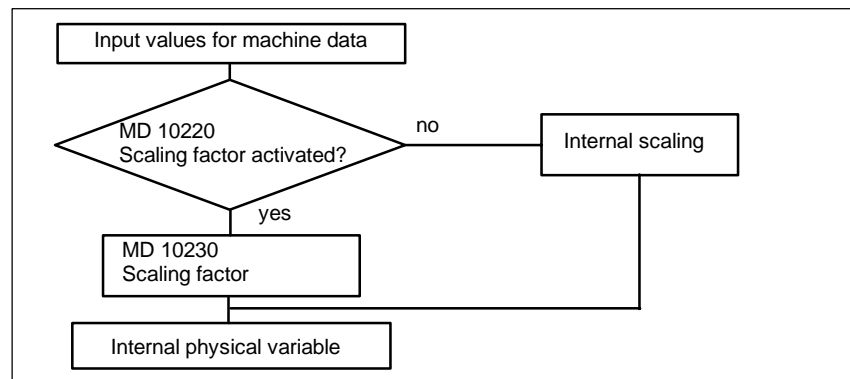 Input values for machine data
MD 10220
Scaling factor activated?
no
Internal scaling
yes
MD 10230
Scaling factor
Internal physical variable